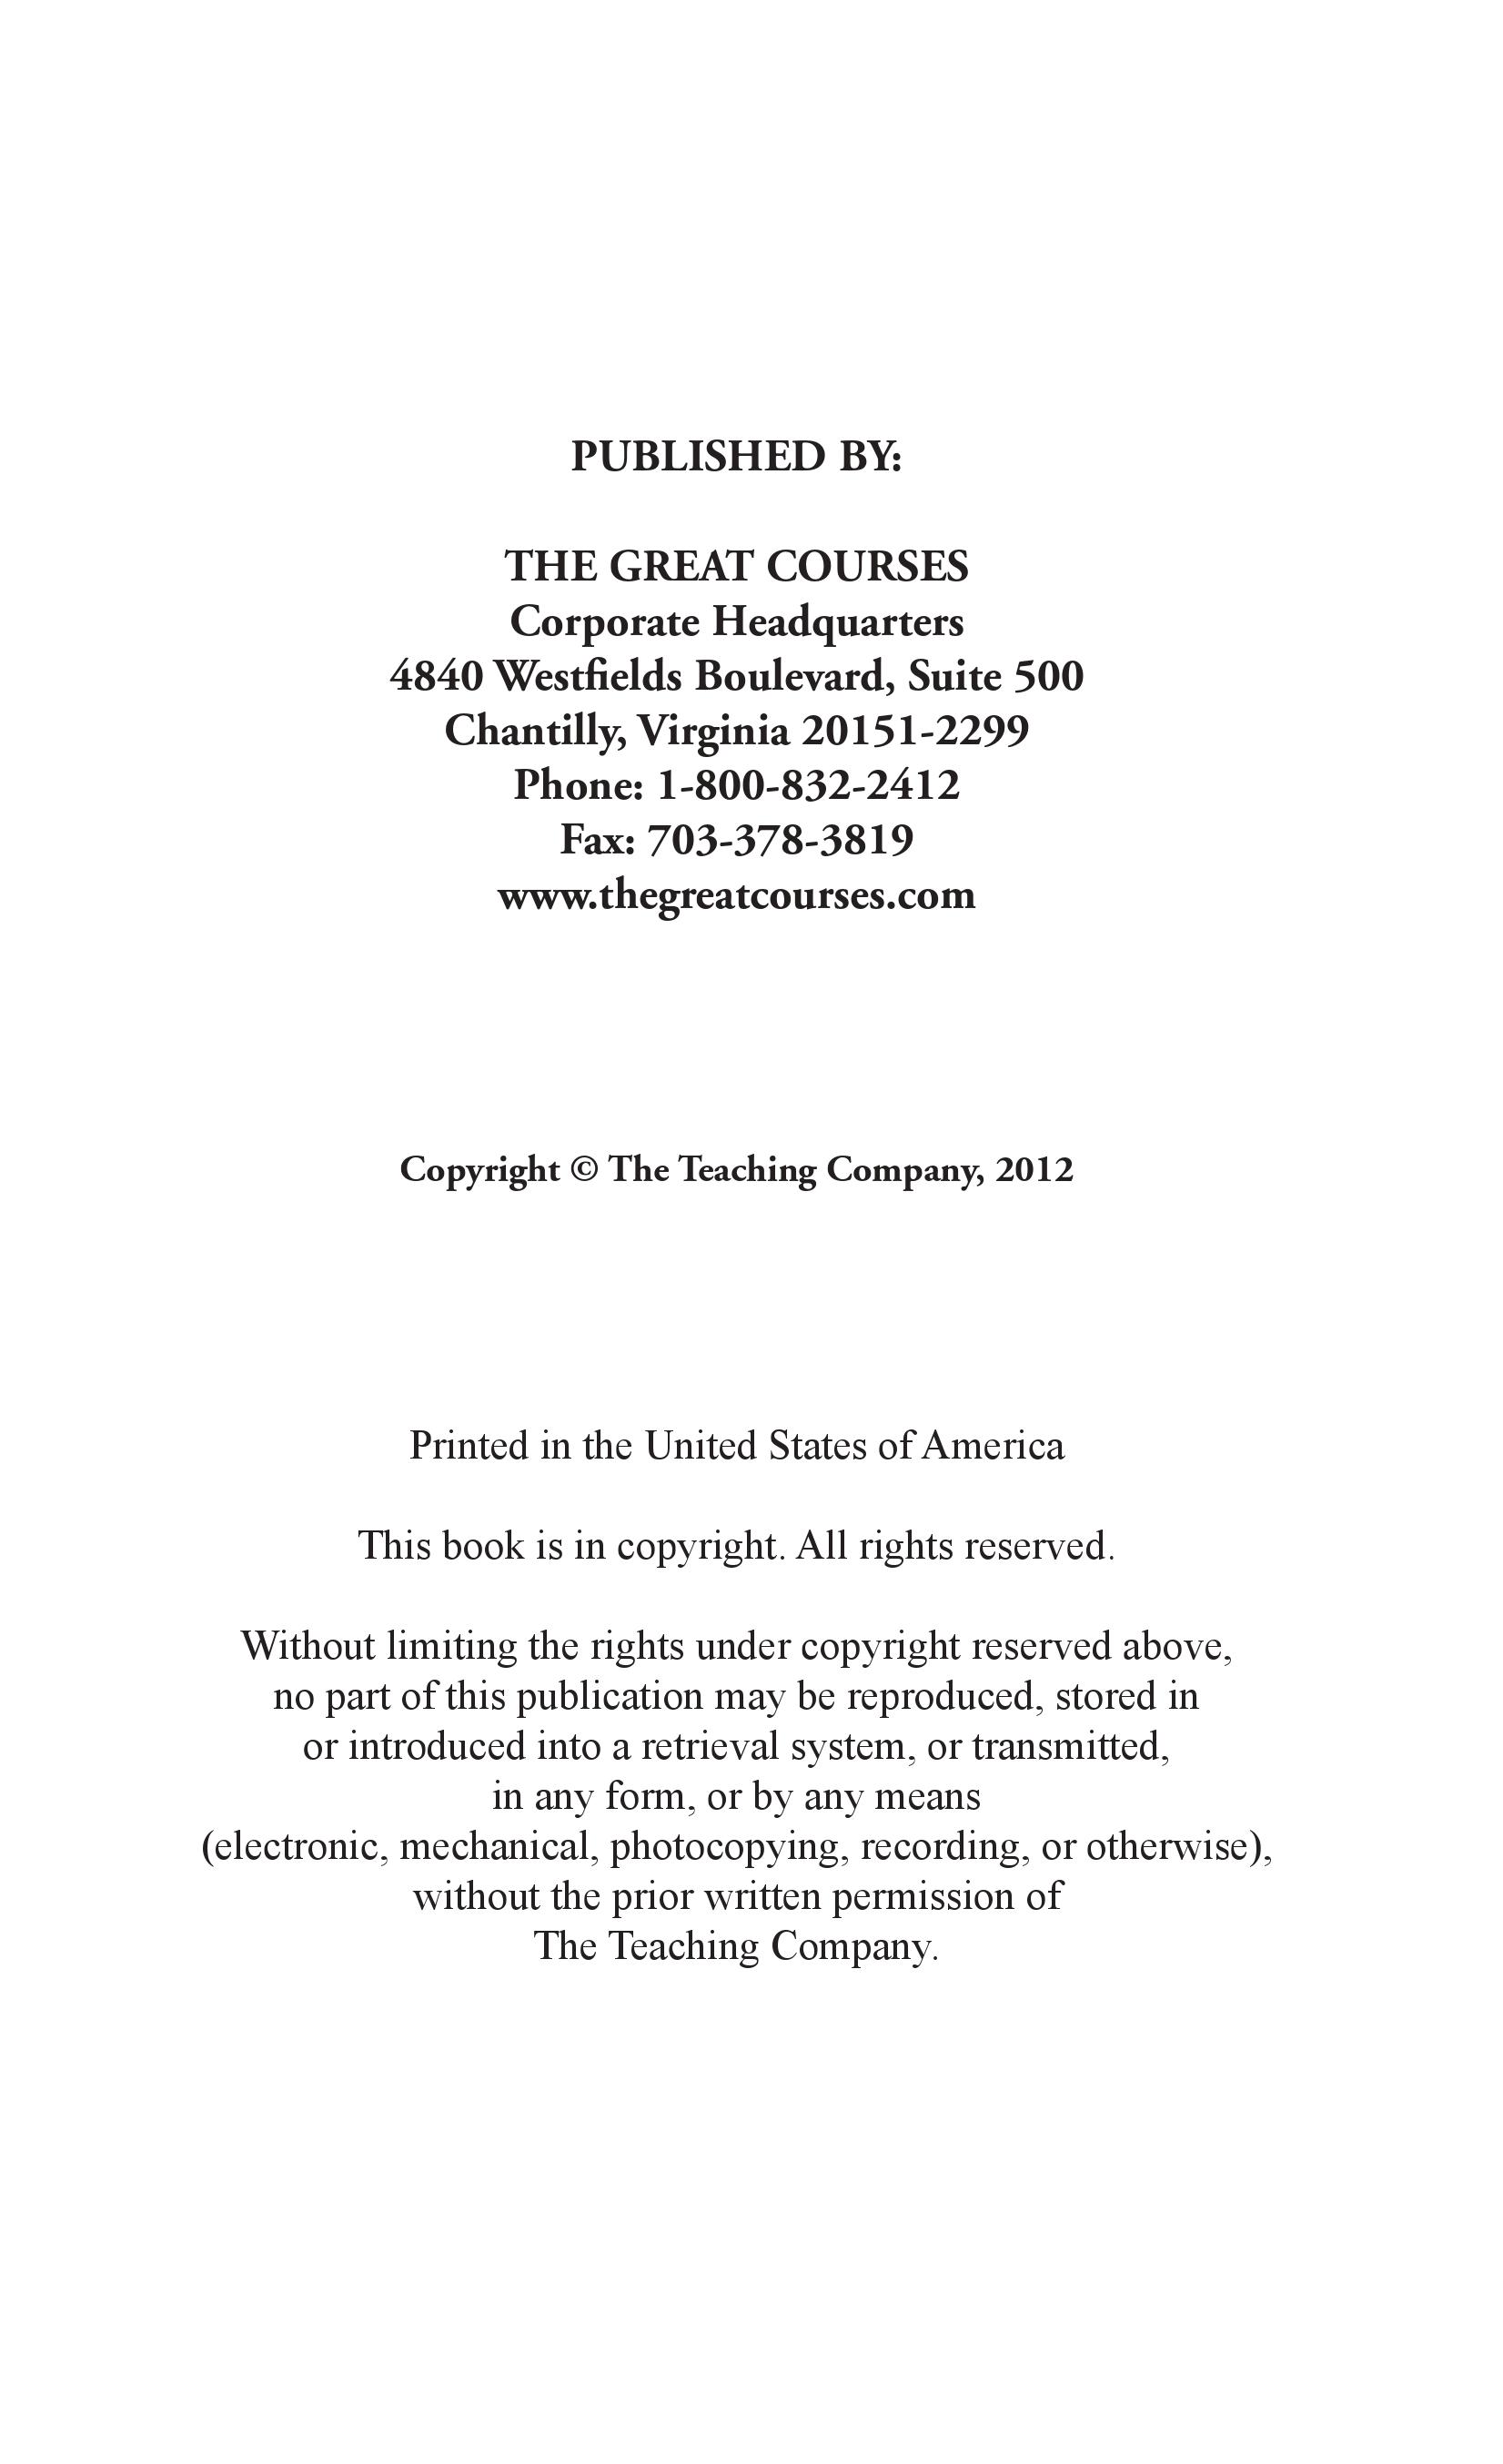 PUBLISHED BY:
THE GREAT COURSES
Corporate Headquarters
4840 Westfields Boulevard, Suite 500
Chantilly, Virginia 20151-2299
Phone: 1-800-832-2412
Fax: 703-378-3819
www.thegreatcourses.com
Copyright © The Teaching Company, 2012
Printed in the United States of America
This book is in copyright. All rights reserved.
Without limiting the rights under copyright reserved above,
no part of this publication may be reproduced, stored in
or introduced into a retrieval system, or transmitted,
in any form, or by any means
(electronic, mechanical, photocopying, recording, or otherwise),
without the prior written permission of
The Teaching Company.